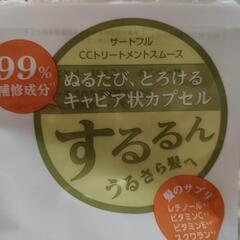 サードフル
CCトリートメントスムース
99%
補修成分
ぬるたび、とろける
キャビア状カプセル
するるん
うるさら髪へ
髪のサプリ
レチノール
ビタミンC
ビタミンE
スクワラン